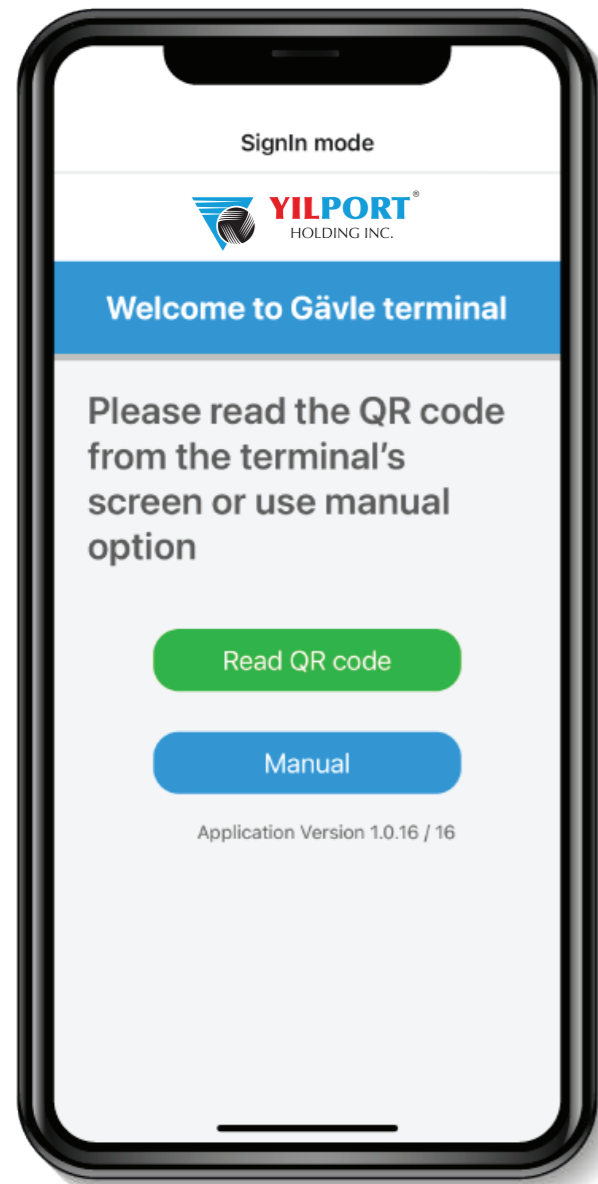 SignIn mode
YILPORT®
HOLDING INC.
Welcome to Gävle terminal
Please read the QR code
from the terminal's
screen or use manual
option
Read QR code
Manual
Application Version 1.0.16 / 16